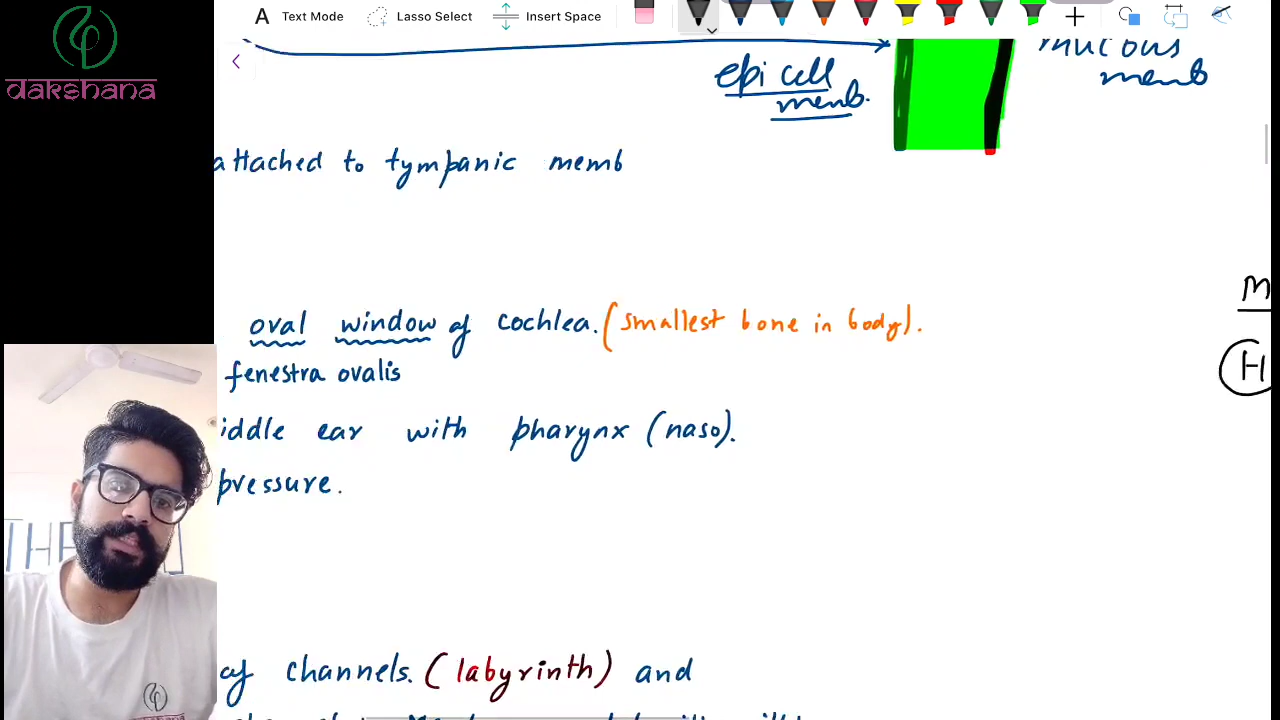 A Text Mode Lasso Select Insert Space
dakshana
mucous
memb
epi cell
memb.
attached to tympanic memb
oval window of cochlea. (smallest bone in body).
fenestra ovalis
iddle ear with pharynx (naso).
pressure.
M
H
of channels. (labyrinth) and